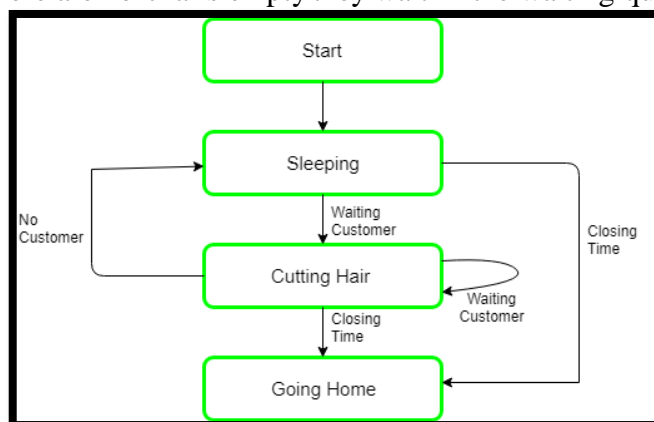 Start
Sleeping
No
Customer
Waiting
Customer
Closing
Time
Cutting Hair
Waiting
Customer
Closing
Time
Going Home